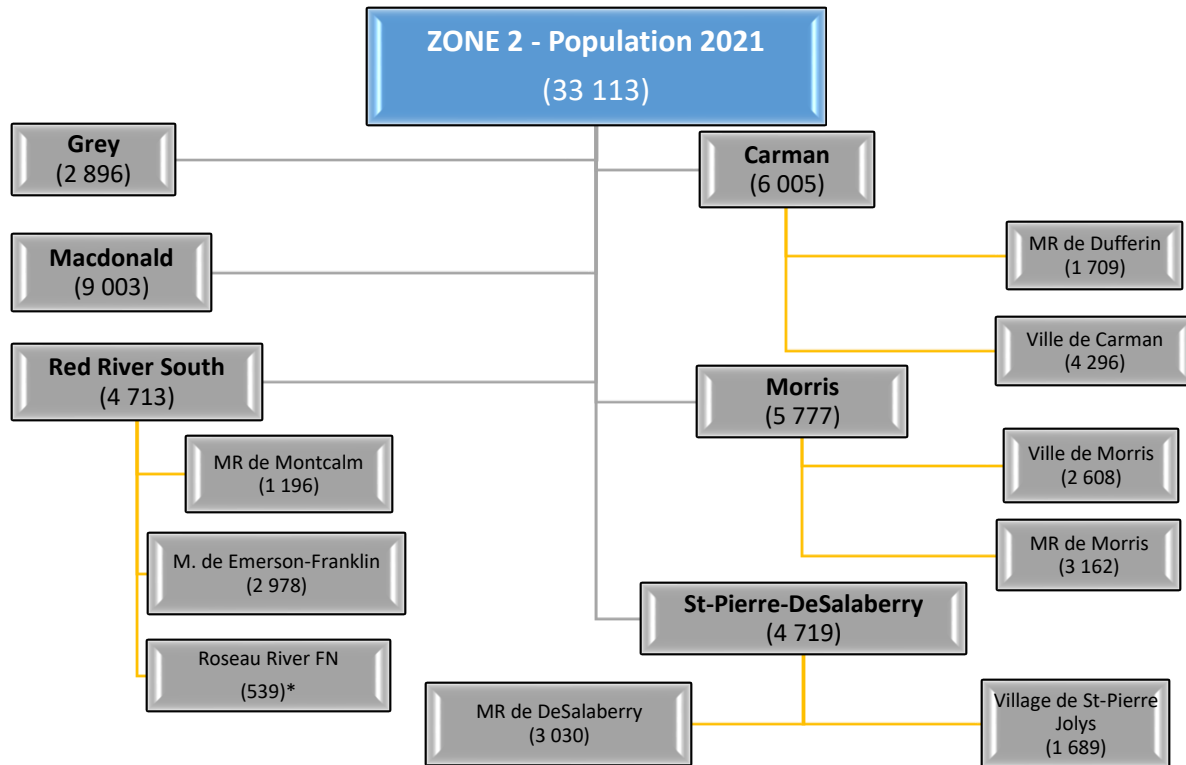 ZONE 2 - Population 2021
(33 113)
Grey
(2 896)
Carman
(6 005)
MR de Dufferin
(1 709)
Macdonald
(9 003)
Ville de Carman
(4 296)
Red River South
(4 713)
Morris
(5 777)
MR de Montcalm
(1 196)
Ville de Morris
(2 608)
M. de Emerson-Franklin
(2 978)
MR de Morris
(3 162)
St-Pierre-DeSalaberry
(4 719)
Roseau River FN
(539)*
MR de DeSalaberry
(3 030)
Village de St-Pierre
Jolys
(1 689)